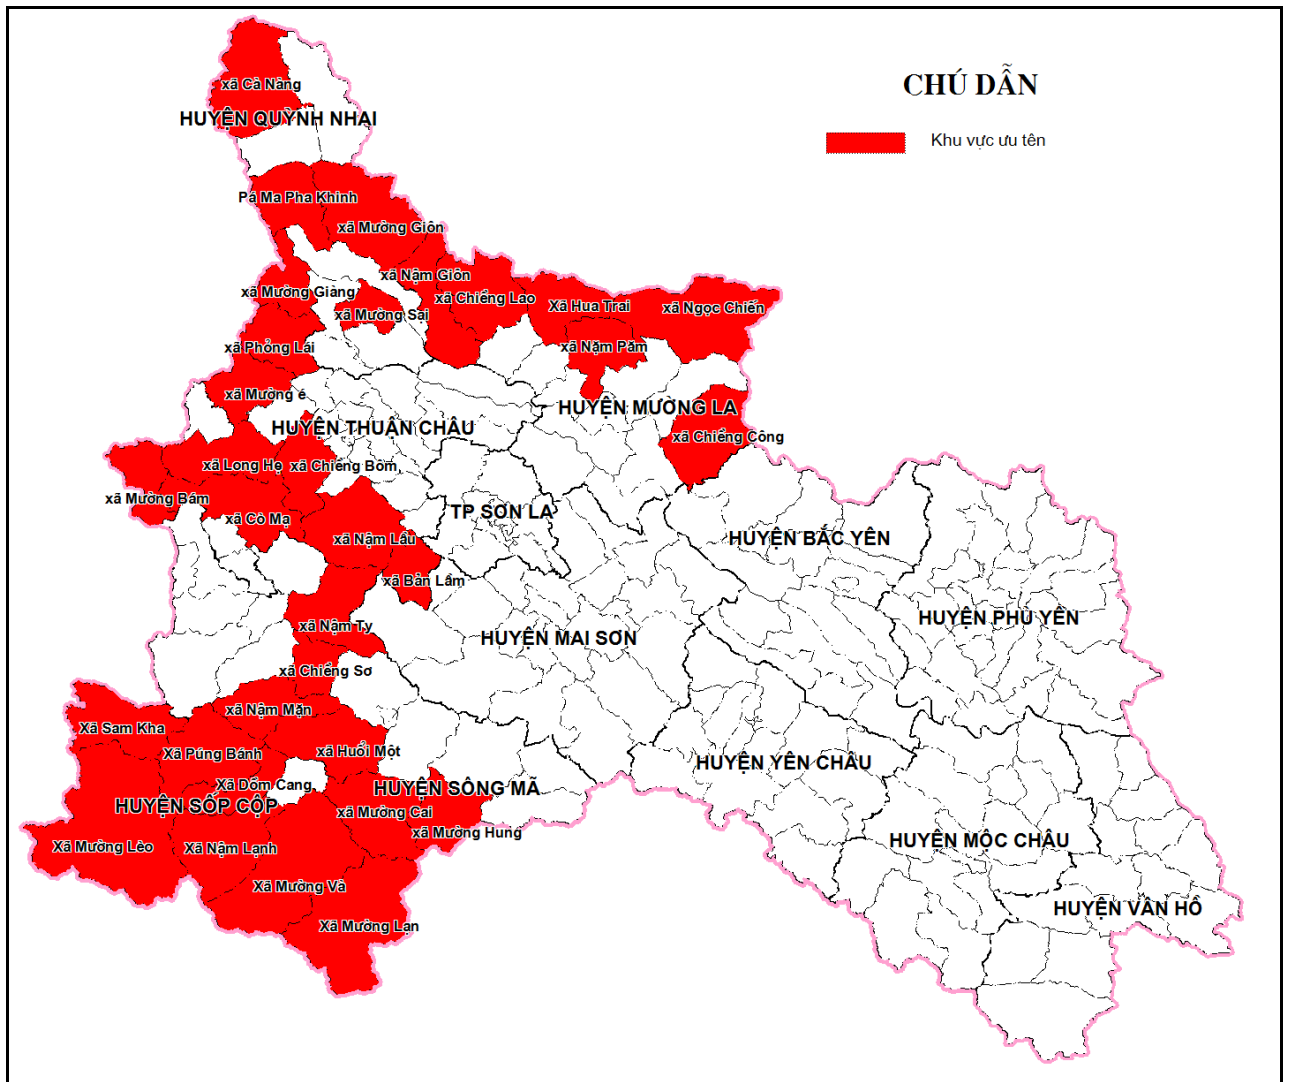 CHÚ DẪN
Khu vực ưu tên
xã Cà Nàng
HUYỆN QUỲNH NHAI
Pá Ma Pha Khinh
xã Mường Giôn
xã Nậm Giôn
xã Mường Giàng
xã Chiềng Lao
Xã Hua Trai
xã Ngọc Chiến
xã Mường Sại
xã Phỏng Lái
xã Nặm Păm
xã Mường é
HUYỆN MƯỜNG LA
HUYỆN THUẬN CHÂU
xã Chiềng Công
xã Long Hẹ
xã Chiềng Bôm
xã Mường Bám
TP SƠN LA
xã Cò Mạ
xã Nậm Lầu
HUYỆN BẮC YÊN
xã Bản Lầm
HUYỆN PHÙ YÊN
xã Nậm Ty
HUYỆN MAI SƠN
xã Chiềng Sơ
xã Nậm Mằn
Xã Sam Kha
Xã Púng Bánh
xã Huổi Một
HUYỆN YÊN CHÂU
Xã Dồm Cang
HUYỆN SÔNG MÃ
HUYỆN SỐP CỘP
xã Mường Cai
xã Mường Hung
HUYỆN MỘC CHÂU
Xã Mường Lèo
Xã Nậm Lạnh
Xã Mường Và
HUYỆN VÂN HỒ
Xã Mường Lạn